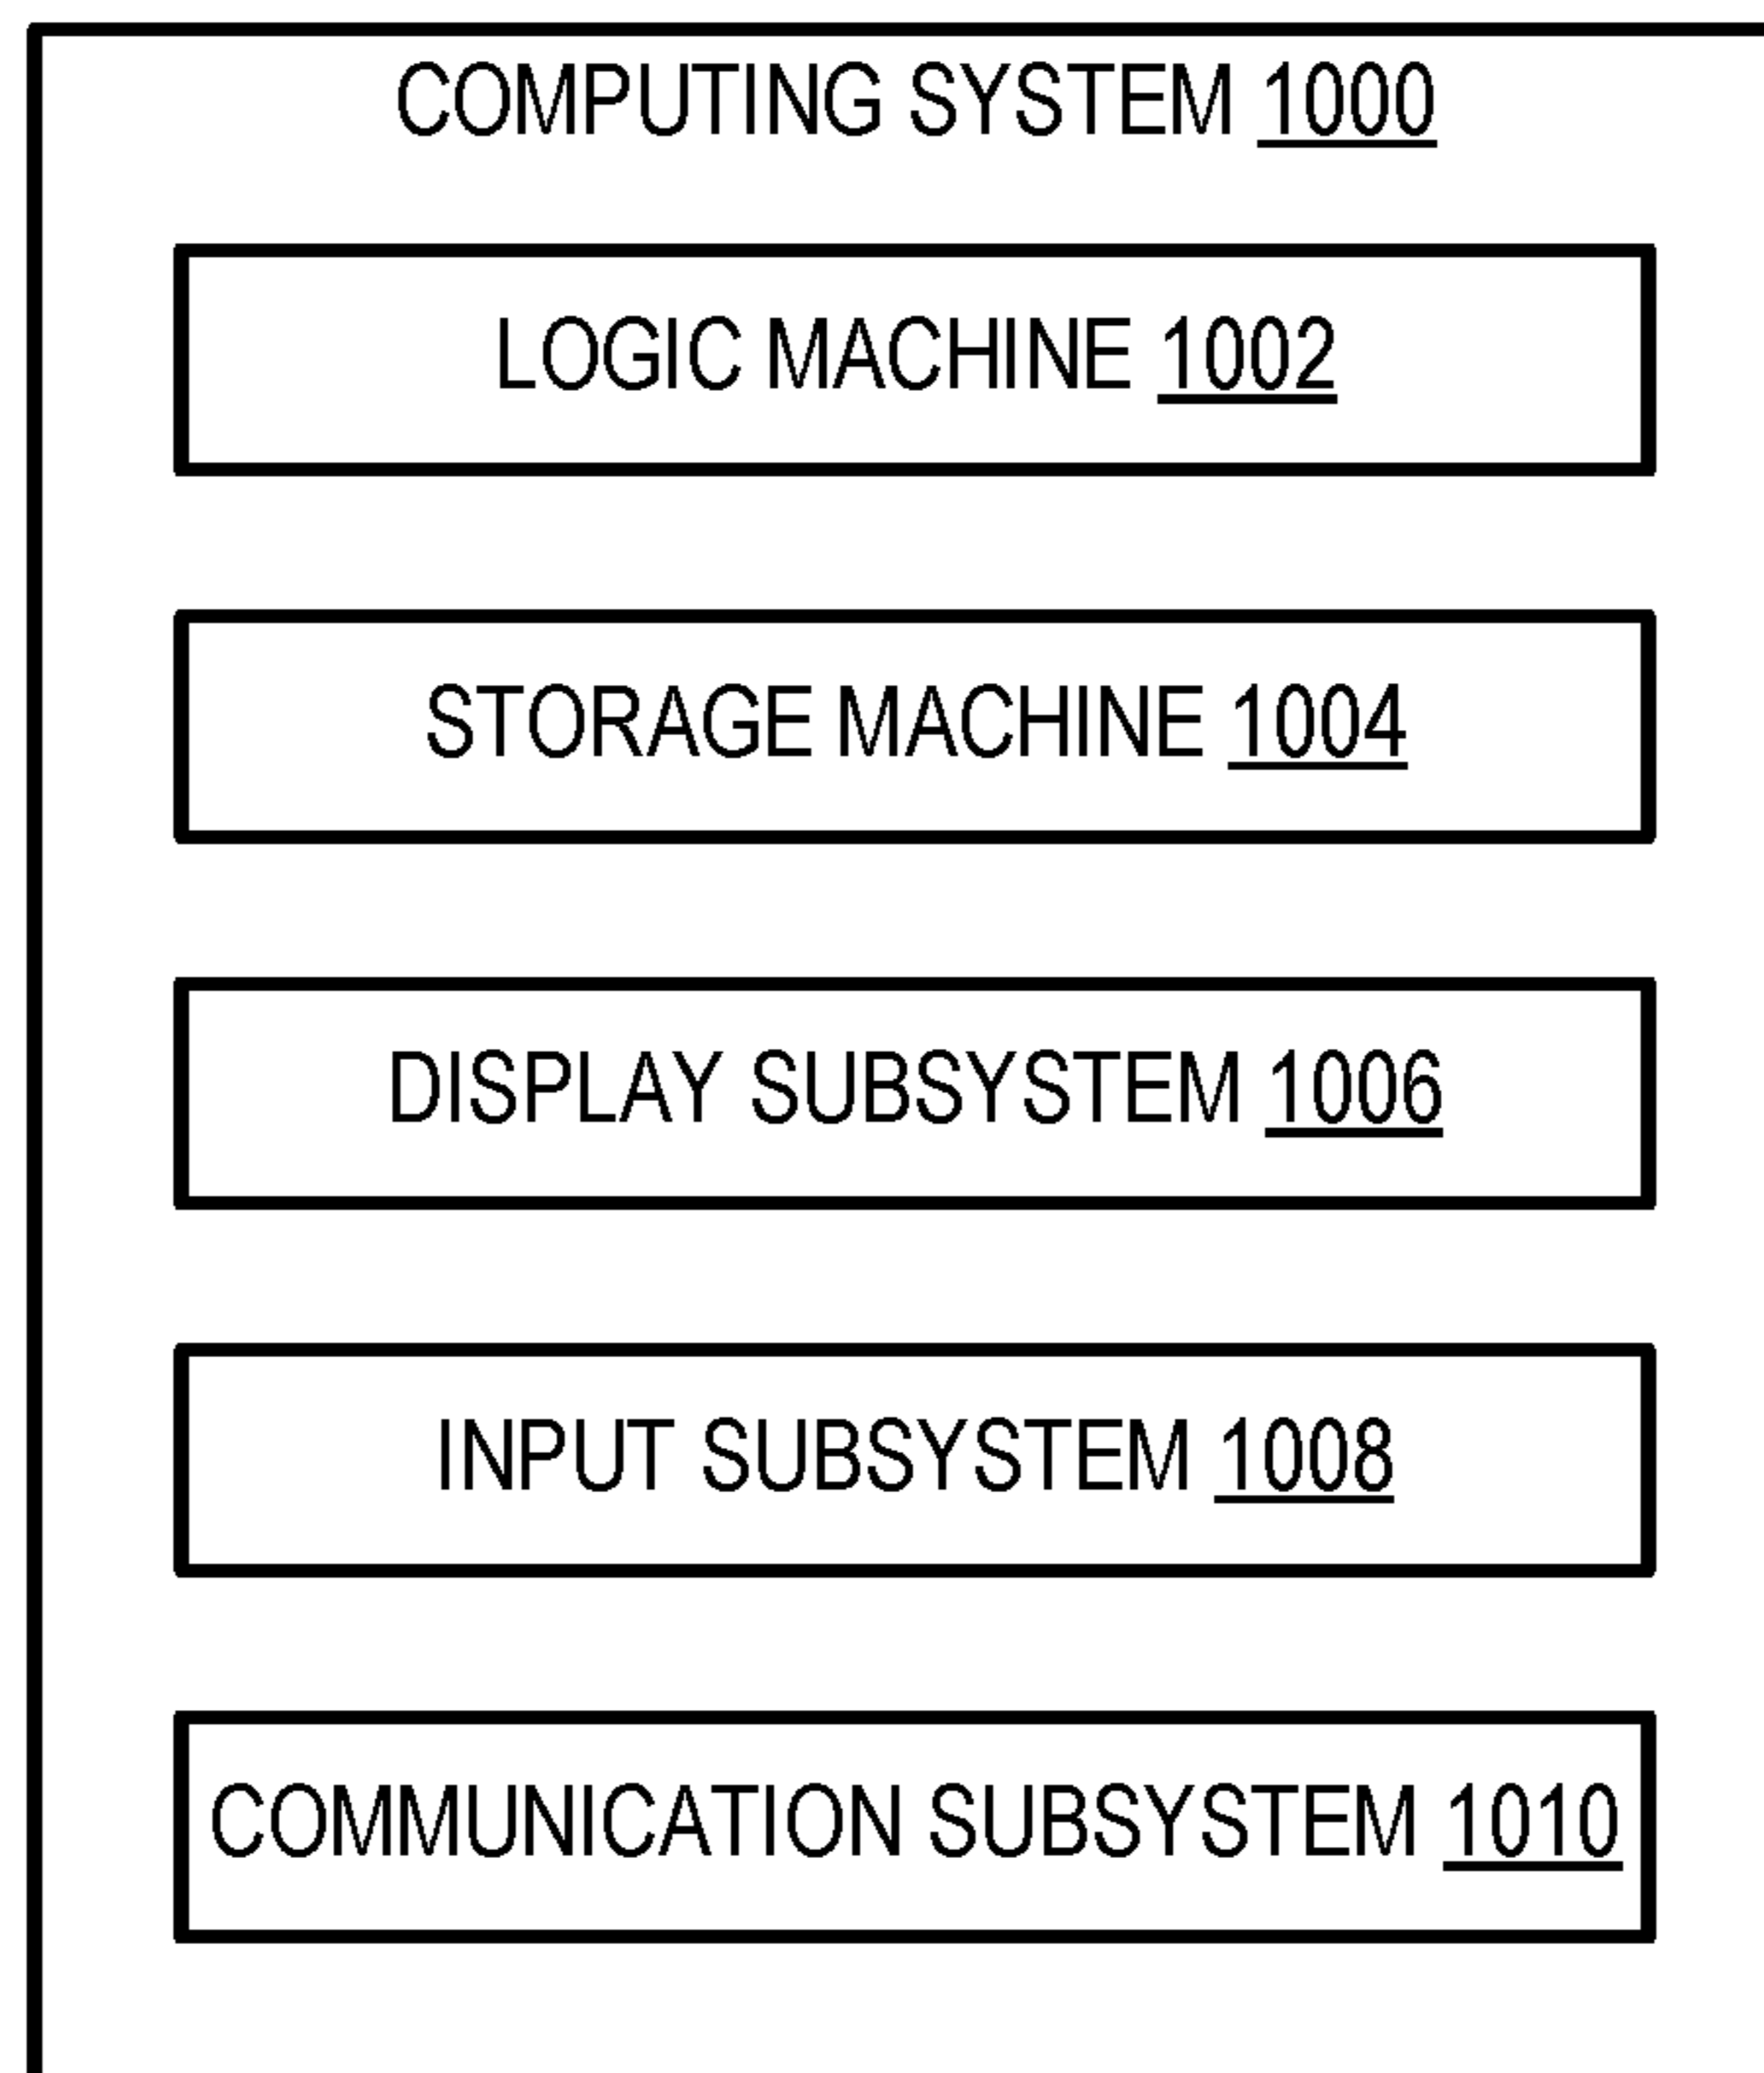 COMPUTING SYSTEM 1000
LOGIC MACHINE 1002
STORAGE MACHINE 1004
DISPLAY SUBSYSTEM 1006
INPUT SUBSYSTEM 1008
COMMUNICATION SUBSYSTEM 1010